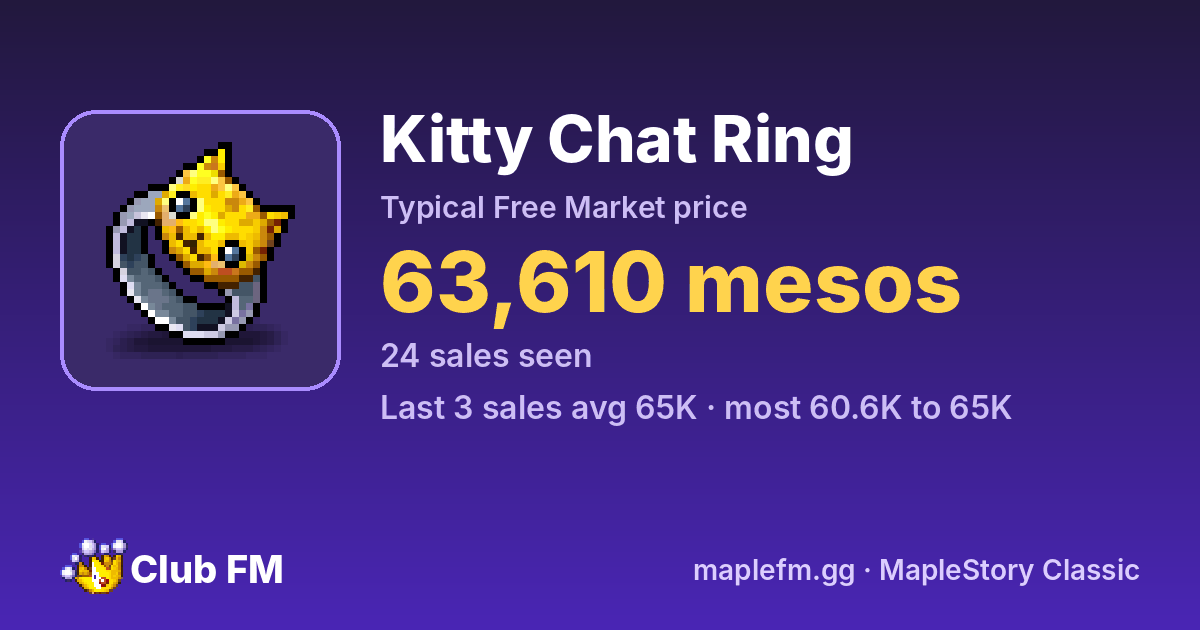 Kitty Chat Ring
Typical Free Market price
63,610 mesos
24 sales seen
Last 3 sales avg 65K · most 60.6K to 65K
Club FM
maplefm.gg · MapleStory Classic